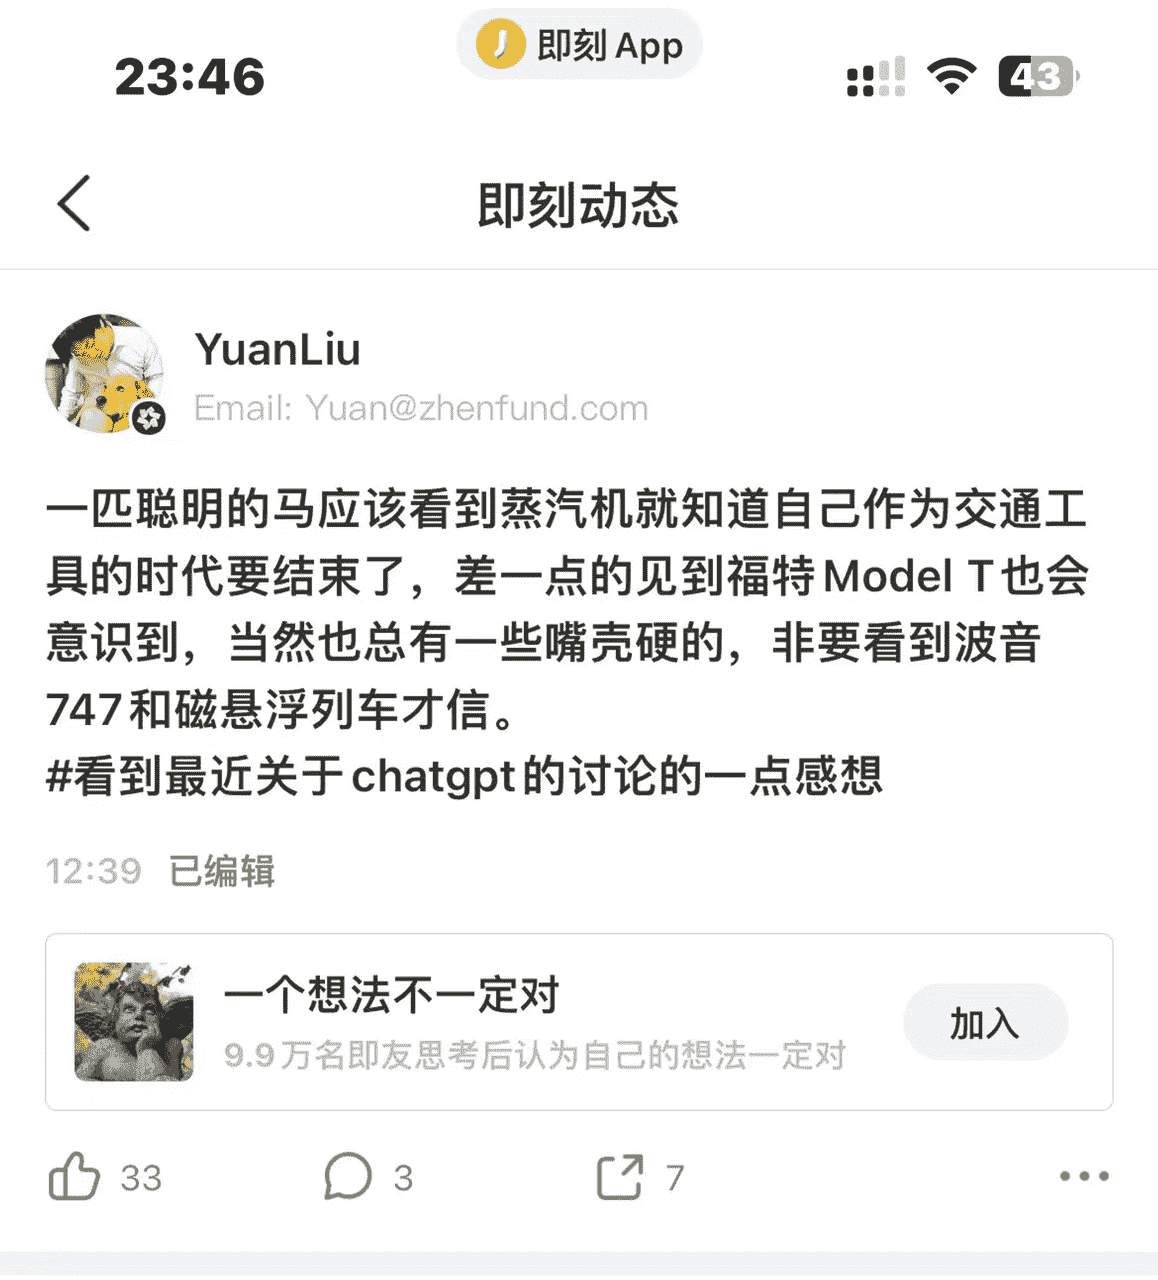 即刻 App
23:46
43
即刻动态
YuanLiu
Email: Yuan@zhenfund.com
一匹聪明的马应该看到蒸汽机就知道自己作为交通工
具的时代要结束了，差一点的见到福特Model T也会
意识到，当然也总有一些嘴壳硬的，非要看到波音
747和磁悬浮列车才信。
#看到最近关于chatgpt的讨论的一点感想
12:39 已编辑
一个想法不一定对
9.9万名即友思考后认为自己的想法一定对
加入
33 3 7